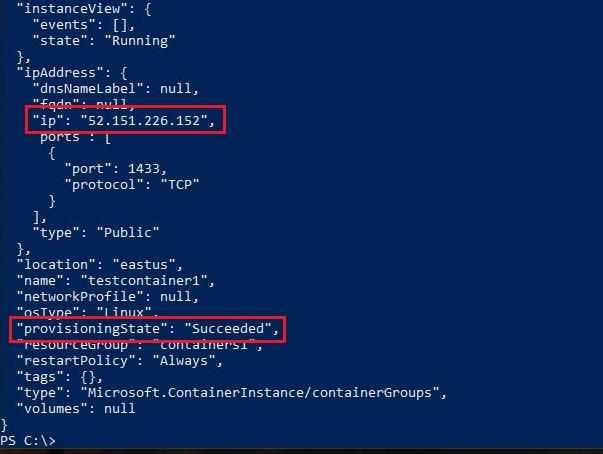 "instanceView": {
"events": [],
"state": "Running"
},
"ipAddress": {
"dnsNameLabel": null,
"fqdn": null,
"ip": "52.151.226.152",
"ports": [
{
"port": 1433,
"protocol": "TCP"
}
],
"type": "Public"
},
"location": "eastus",
"name": "testcontainer1",
"networkProfile": null,
"osType": "Linux",
"provisioningState": "Succeeded",
"resourceGroup": "containers1",
"restartPolicy": "Always",
"tags": {},
"type": "Microsoft.ContainerInstance/containerGroups",
"volumes": null
}
PS C:\>